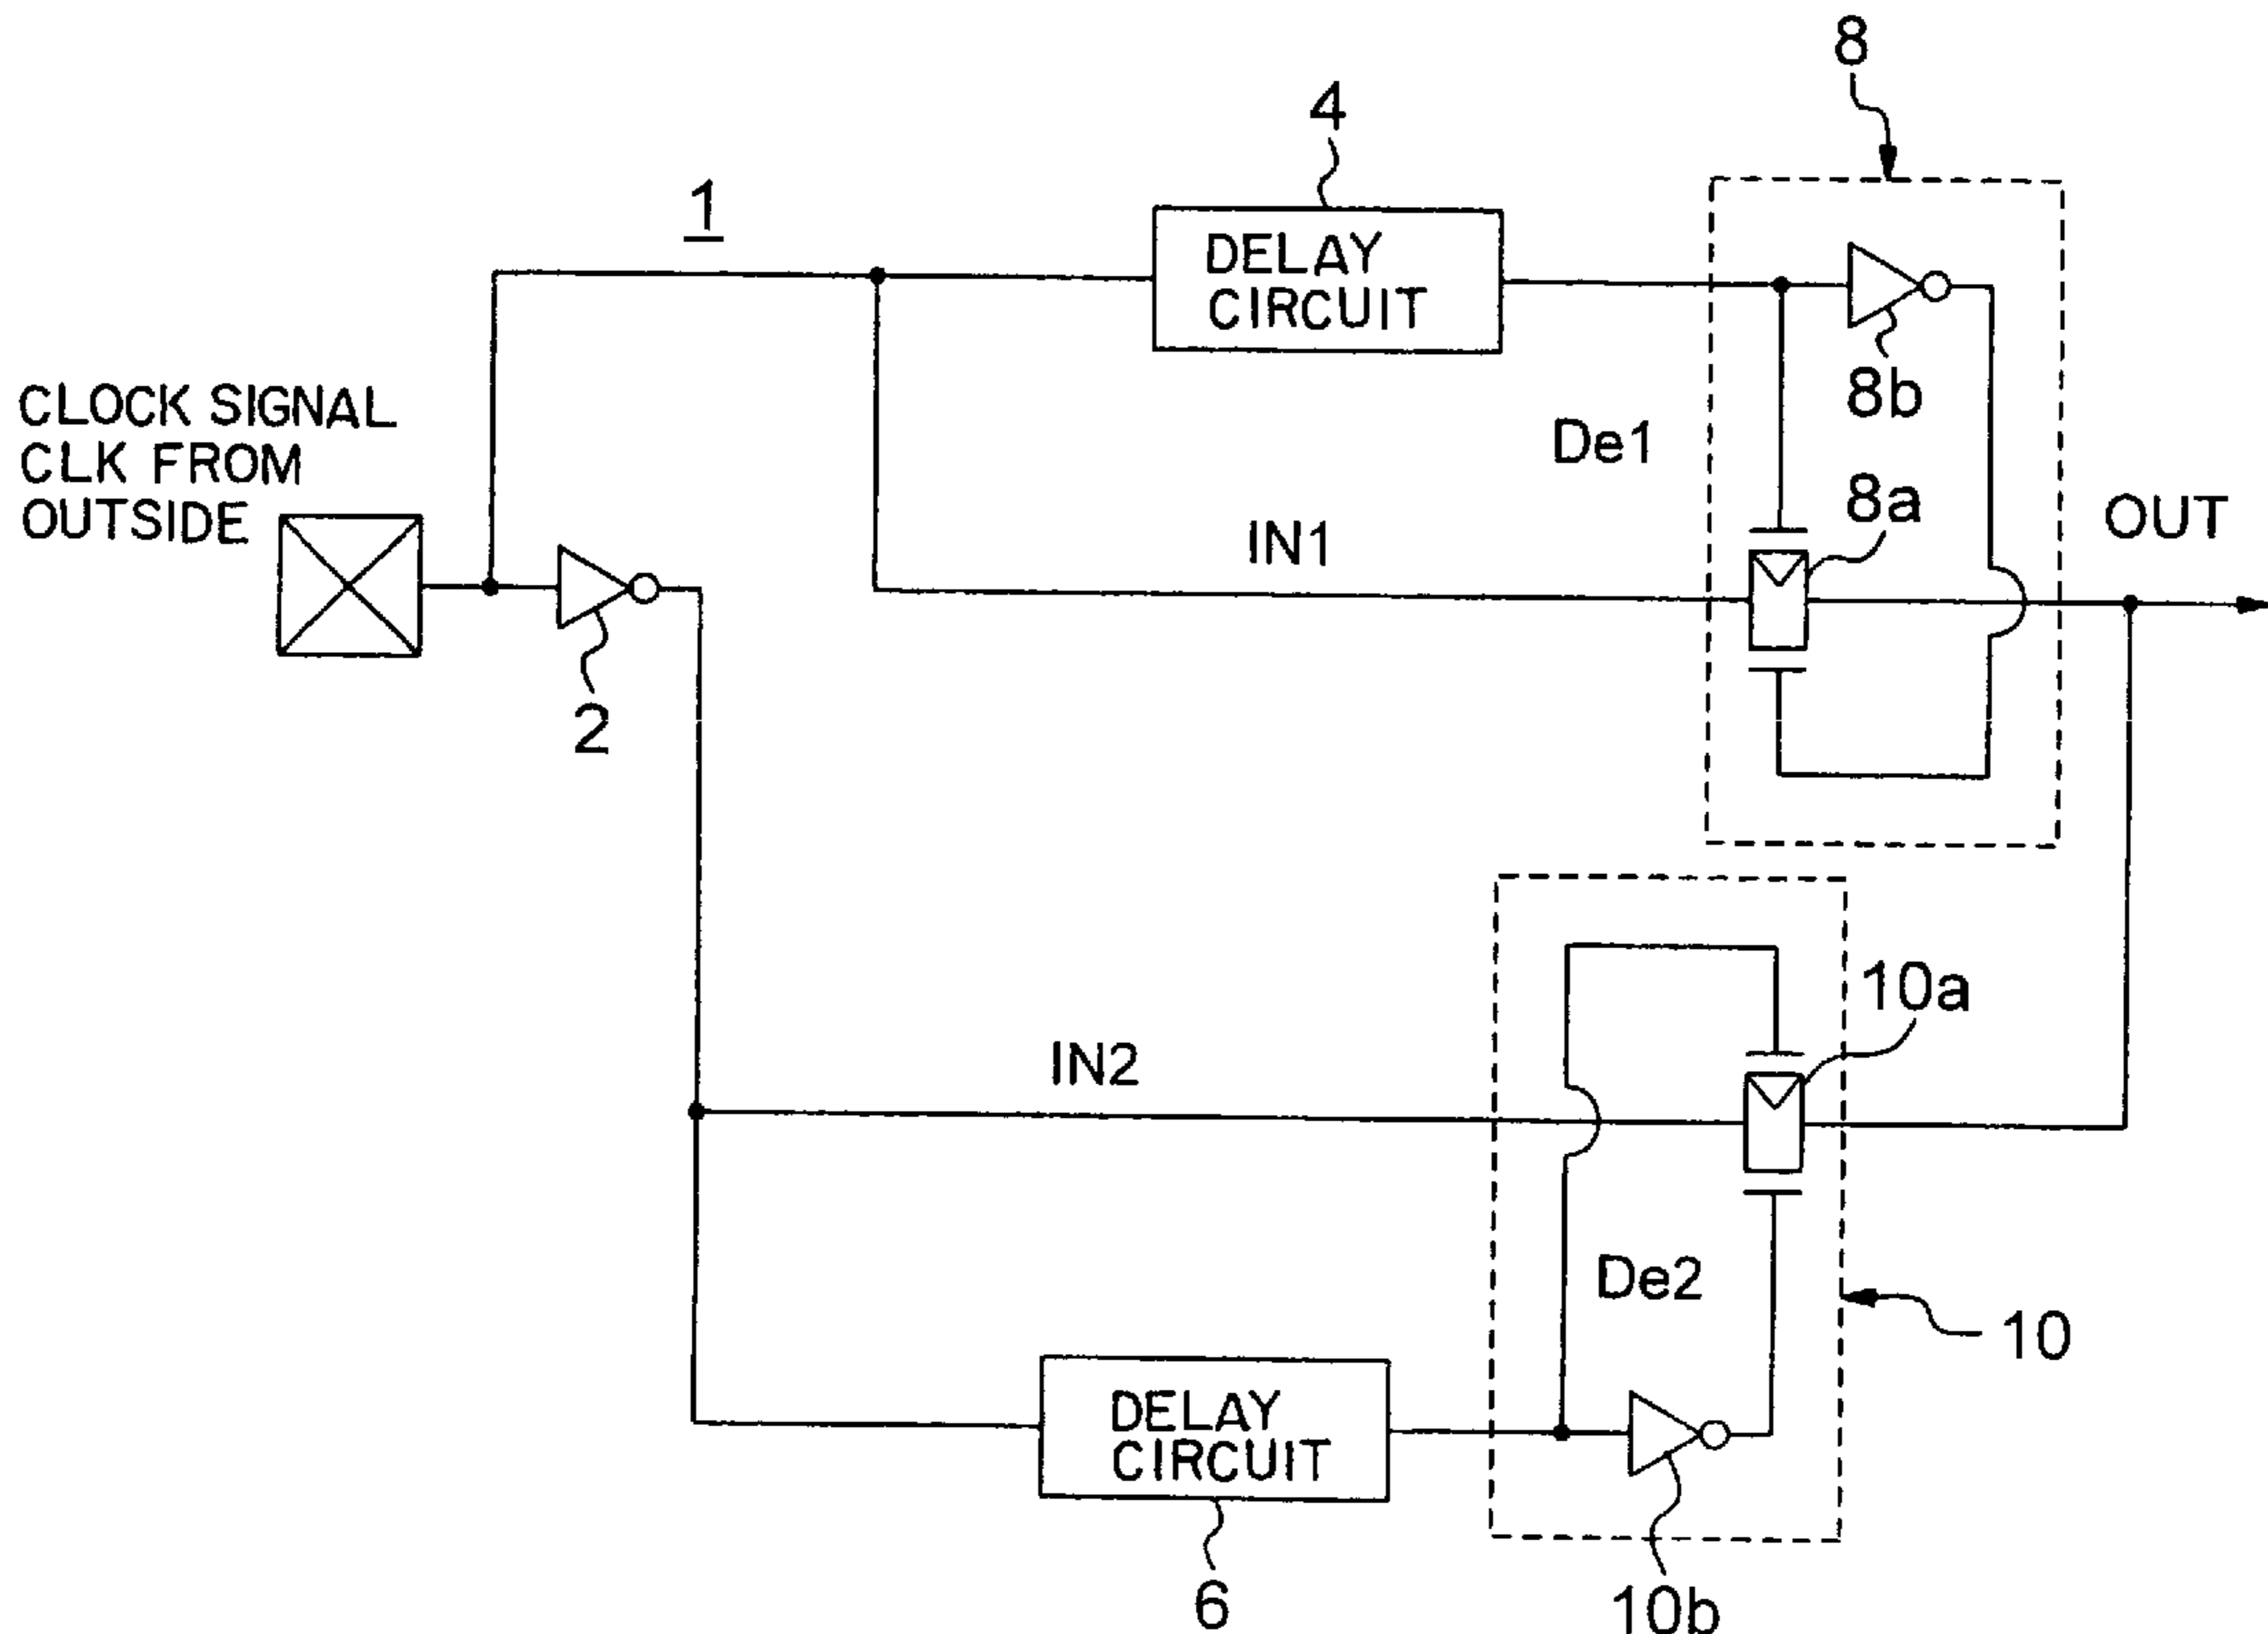 8
4
1
DELAY
CIRCUIT
8b
CLOCK SIGNAL
CLK FROM
OUTSIDE
De1
8a
OUT
IN1
2
10a
IN2
De2
10
DELAY
CIRCUIT
6
10b